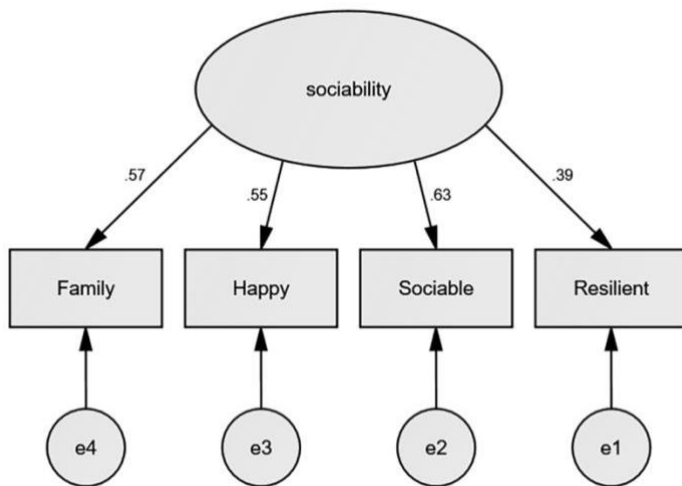 sociability
.57
.55
.63
.39
Family
Happy
Sociable
Resilient
e4
e3
e2
e1